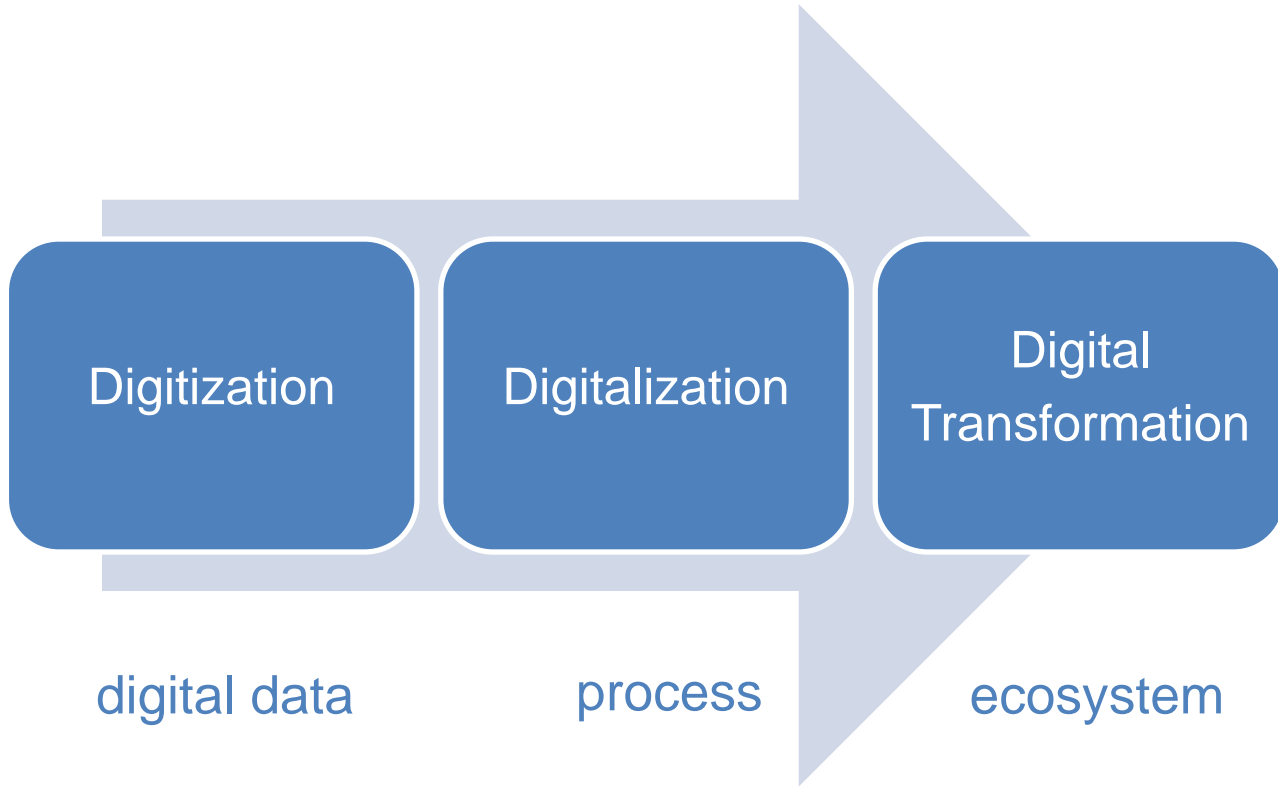 Digitization
Digitalization
Digital
Transformation
digital data
process
ecosystem